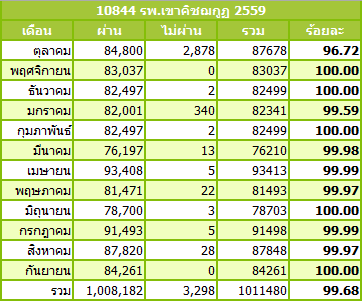 10844 รพ.เขาคิชฌกูฏ 2559
เดือน ผ่าน ไม่ผ่าน รวม ร้อยละ
ตุลาคม 84,800 2,878 87678 96.72
พฤศจิกายน 83,037 0 83037 100.00
ธันวาคม 82,497 2 82499 100.00
มกราคม 82,001 340 82341 99.59
กุมภาพันธ์ 82,497 2 82499 100.00
มีนาคม 76,197 13 76210 99.98
เมษายน 93,408 5 93413 99.99
พฤษภาคม 81,471 22 81493 99.97
มิถุนายน 78,700 3 78703 100.00
กรกฎาคม 91,493 5 91498 99.99
สิงหาคม 87,820 28 87848 99.97
กันยายน 84,261 0 84261 100.00
รวม 1,008,182 3,298 1011480 99.68